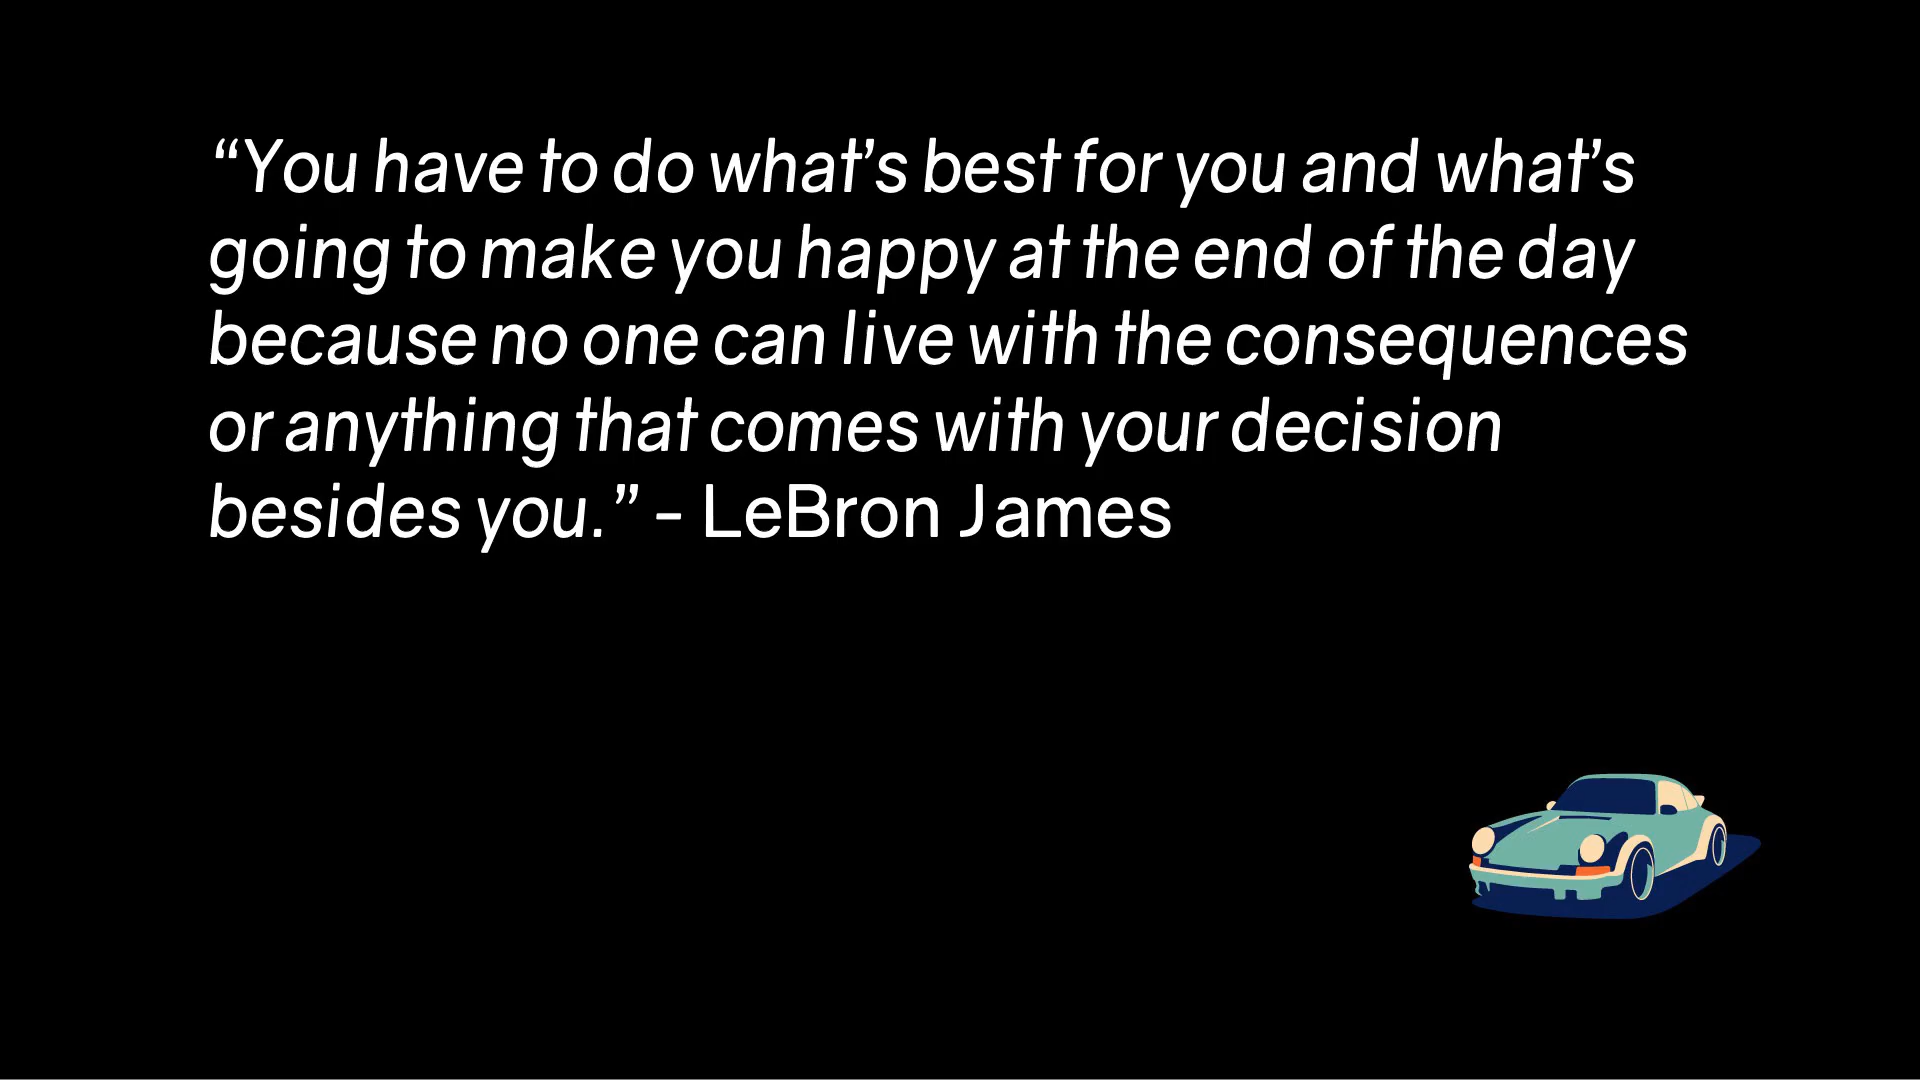 “You have to do what’s best for you and what’s
going to make you happy at the end of the day
because no one can live with the consequences
or anything that comes with your decision
besides you.” - LeBron James